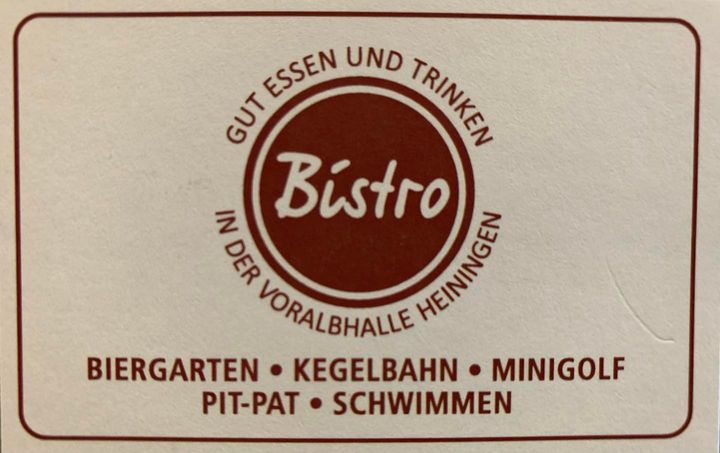 GUT ESSEN UND TRINKEN
Bistro
IN DER VORALBHALLE HEININGEN
BIERGARTEN • KEGELBAHN • MINIGOLF
PIT-PAT • SCHWIMMEN